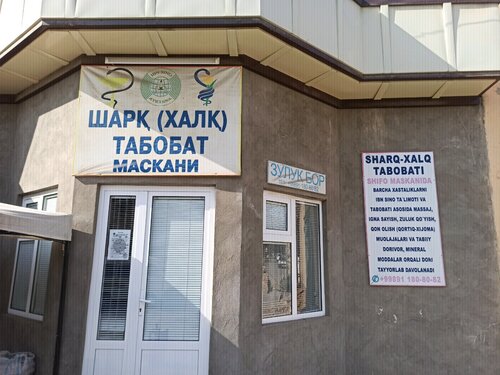 ШАРҚ (ХАЛҚ)
ТАБОБАТ
МАСКАНИ
ЗУЛУК БОР
SHARQ-XALQ
TABOBATI
SHIFO MASKANIDA
BARCHA XASTALIKLARNI
IBN SINO TA'LIMOTI VA
TABOBATI ASOSIDA MASSAJ,
IGNA SAYISH, ZULUK QO'YISH,
QON OLISH (QORTIQ-XIJOMA)
MUOLAJALARI VA TABIIY
DORIVOR, MINERAL
MODDALAR ORQALI DORI
TAYYORLAB DAVOLANADI
+99891 180-80-82